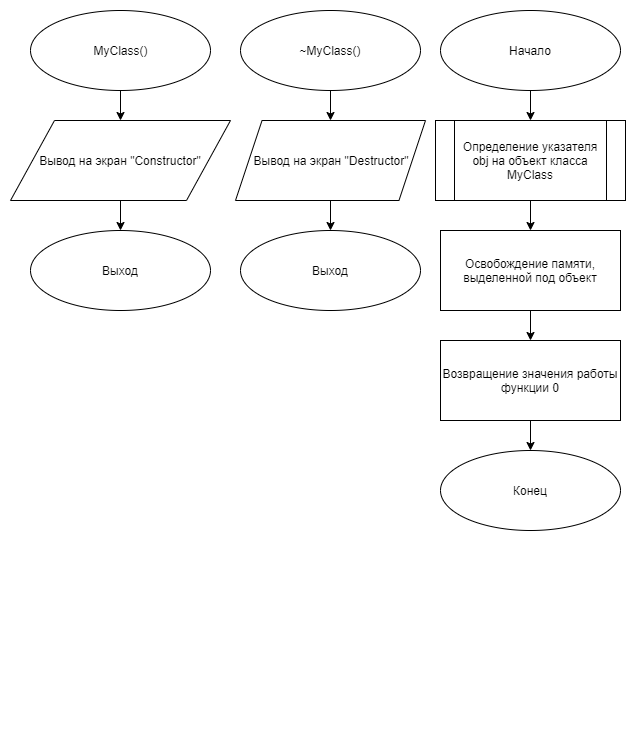 MyClass()
Вывод на экран "Constructor"
Выход
~MyClass()
Вывод на экран "Destructor"
Выход
Начало
Определение указателя
obj на объект класса
MyClass
Освобождение памяти,
выделенной под объект
Возвращение значения работы
функции 0
Конец